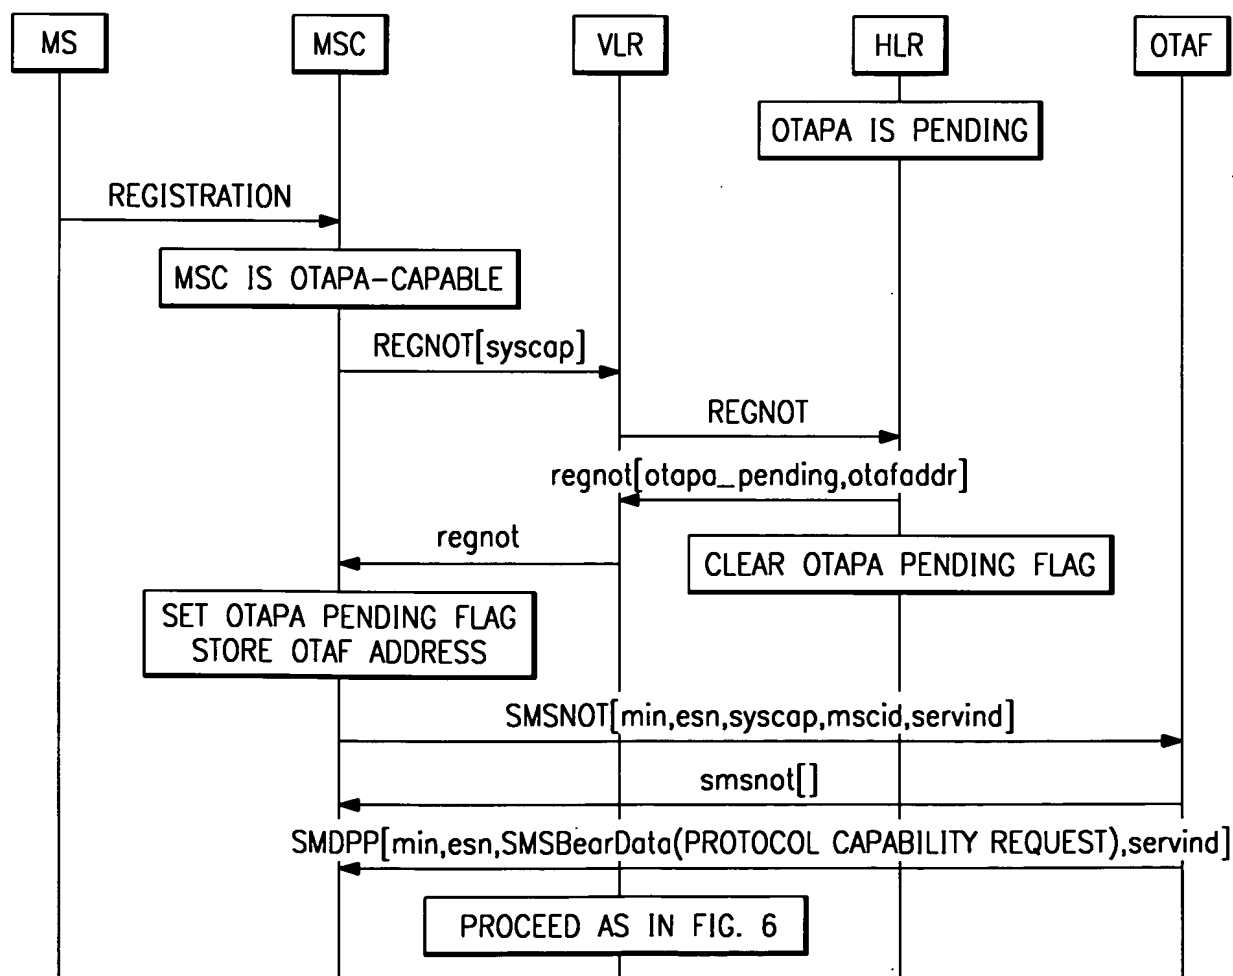 MS
MSC
VLR
HLR
OTAF
OTAPA IS PENDING
REGISTRATION
MSC IS OTAPA-CAPABLE
REGNOT[syscap]
REGNOT
regnot[otapa_pending,otafaddr]
regnot
CLEAR OTAPA PENDING FLAG
SET OTAPA PENDING FLAG
STORE OTAF ADDRESS
SMSNOT[min,esn,syscap,mscid,servind]
smsnot[]
SMDPP[min,esn,SMSBearData(PROTOCOL CAPABILITY REQUEST),servind]
PROCEED AS IN FIG. 6